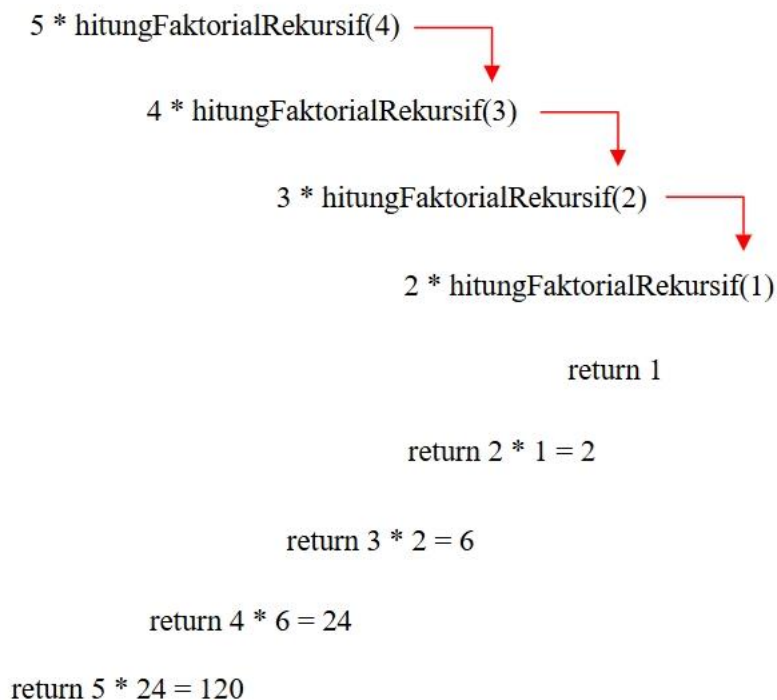 5 * hitungFaktorialRekursif(4)
4 * hitungFaktorialRekursif(3)
3 * hitungFaktorialRekursif(2)
2 * hitungFaktorialRekursif(1)
return 1
return 2 * 1 = 2
return 3 * 2 = 6
return 4 * 6 = 24
return 5 * 24 = 120